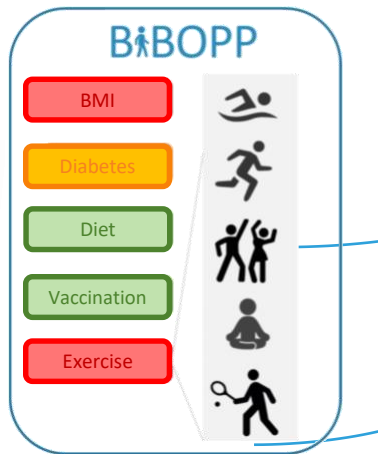 BiBOPP
BMI
Diabetes
Diet
Vaccination
Exercise